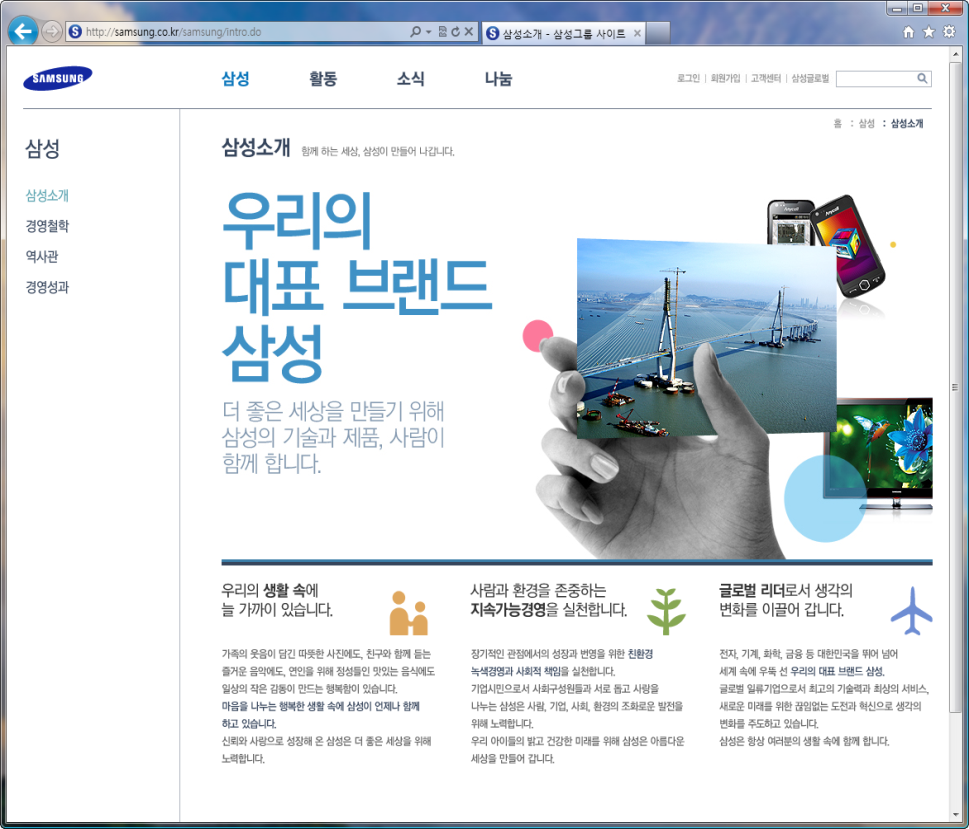 http://samsung.co.kr/samsung/intro.do
삼성소개 - 삼성그룹 사이트
SAMSUNG
삼성 활동 소식 나눔
로그인 | 회원가입 | 고객센터 | 삼성글로벌
홈 : 삼성 : 삼성소개
삼성
삼성소개
경영철학
역사관
경영성과
삼성소개 함께 하는 세상, 삼성이 만들어 나갑니다.
우리의
대표 브랜드
삼성
더 좋은 세상을 만들기 위해
삼성의 기술과 제품, 사람이
함께 합니다.
Anycall
Anycall
우리의 생활 속에
늘 가까이 있습니다.
가족의 웃음이 담긴 따뜻한 사진에도, 친구와 함께 듣는
즐거운 음악에도, 연인을 위해 정성들인 맛있는 음식에도
일상의 작은 감동이 만드는 행복함이 있습니다.
마음을 나누는 행복한 생활 속에 삼성이 언제나 함께
하고 있습니다.
신뢰와 사랑으로 성장해 온 삼성은 더 좋은 세상을 위해
노력합니다.
사람과 환경을 존중하는
지속가능경영을 실천합니다.
장기적인 관점에서의 성장과 번영을 위한 친환경
녹색경영과 사회적 책임을 실천합니다.
기업시민으로서 사회구성원들과 서로 돕고 사랑을
나누는 삼성은 사람, 기업, 사회, 환경의 조화로운 발전을
위해 노력합니다.
우리 아이들의 밝고 건강한 미래를 위해 삼성은 아름다운
세상을 만들어 갑니다.
글로벌 리더로서 생각의
변화를 이끌어 갑니다.
전자, 기계, 화학, 금융 등 대한민국을 뛰어 넘어
세계 속에 우뚝 선 우리의 대표 브랜드 삼성.
글로벌 일류기업으로서 최고의 기술력과 최상의 서비스,
새로운 미래를 위한 끊임없는 도전과 혁신으로 생각의
변화를 주도하고 있습니다.
삼성은 항상 여러분의 생활 속에 함께 합니다.